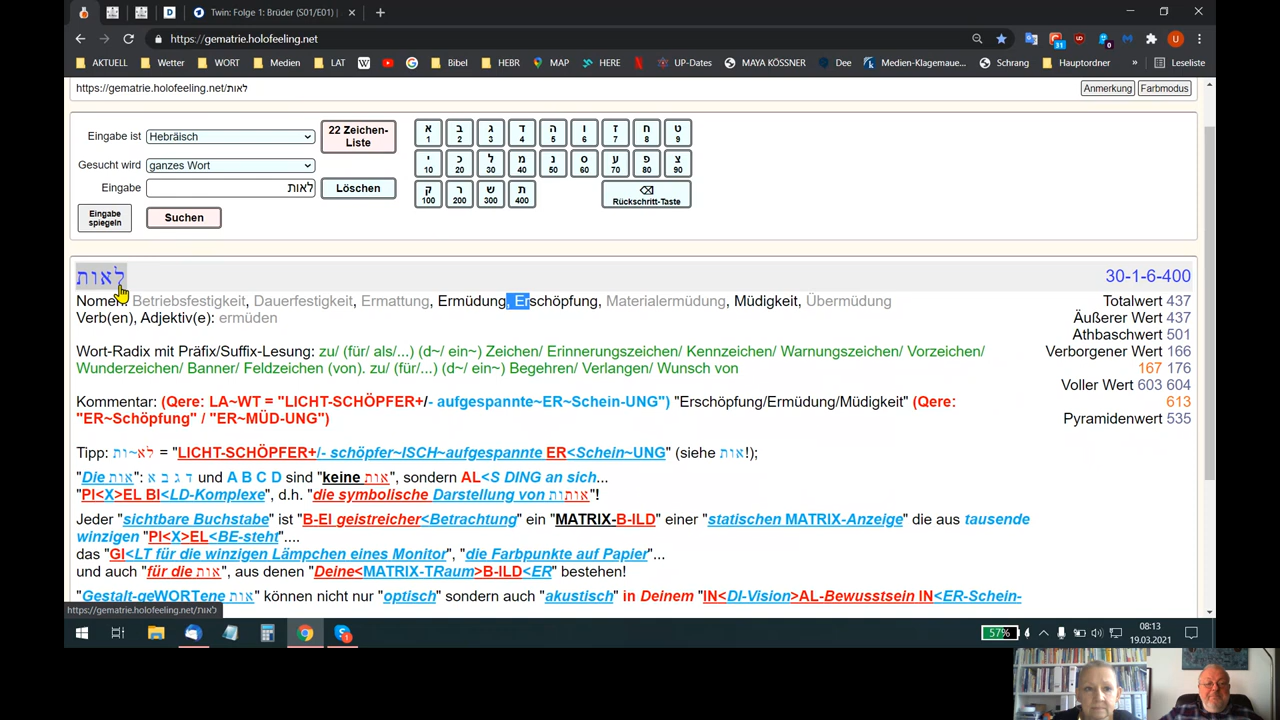 Twin: Folge 1: Brüder (S01/E01) |
https://gematrie.holofeeling.net
AKTUELL Wetter WORT Medien LAT Bibel HEBR MAP HERE UP-Dates MAYA KÖSSNER Dee Medien-Klagemaue... Schrang Hauptordner » Leseliste
https://gematrie.holofeeling.net/לאות
Anmerkung Farbmodus
Eingabe ist Hebräisch
22 Zeichen-Liste
Gesucht wird ganzes Wort
Eingabe לאות Löschen
Eingabe spiegeln Suchen
א ב ג ד ה ו ז ח ט
1 2 3 4 5 6 7 8 9
י כ ל מ נ ס ע פ צ
10 20 30 40 50 60 70 80 90
ק ר ש ת
100 200 300 400 Rückschritt-Taste
לאות 30-1-6-400
Nomen: Betriebsfestigkeit, Dauerfestigkeit, Ermattung, Ermüdung, Erschöpfung, Materialermüdung, Müdigkeit, Übermüdung
Verb(en), Adjektiv(e): ermüden
Totalwert 437
Äußerer Wert 437
Athbaschwert 501
Verborgener Wert 166
167 176
Voller Wert 603 604
613
Pyramidenwert 535
Wort-Radix mit Präfix/Suffix-Lesung: zu/ (für/ als/...) (d~/ ein~) Zeichen/ Erinnerungszeichen/ Kennzeichen/ Warnungszeichen/ Vorzeichen/
Wunderzeichen/ Banner/ Feldzeichen (von). zu/ (für/...) (d~/ ein~) Begehren/ Verlangen/ Wunsch von
Kommentar: (Qere: LA~WT = "LICHT-SCHÖPFER+/- aufgespannte~ER~Schein-UNG") "Erschöpfung/Ermüdung/Müdigkeit" (Qere:
"ER~Schöpfung" / "ER~MÜD-UNG")
Tipp: לא~ות = "LICHT-SCHÖPFER+/- schöpfer~ISCH~aufgespannte ER<Schein~UNG" (siehe אות!);
"Die אות": א ב ג ד und A B C D sind "keine אות", sondern AL<S DING an sich...
"PI<X>EL BI<LD-Komplexe", d.h. "die symbolische Darstellung von אותות"!
Jeder "sichtbare Buchstabe" ist "B-EI geistreicher<Betrachtung" ein "MATRIX-B-ILD" einer "statischen MATRIX-Anzeige" die aus tausende
winzigen "PI<X>EL<BE-steht"....
das "GI<LT für die winzigen Lämpchen eines Monitor", "die Farbpunkte auf Papier"...
und auch "für die אות", aus denen "Deine<MATRIX-TRaum>B-ILD<ER" bestehen!
"Gestalt-geWORTene אות" können nicht nur "optisch" sondern auch "akustisch" in Deinem "IN<DI-Vision>AL-Bewusstsein IN<ER-Schein-
https://gematrie.holofeeling.net/לאות
57%
08:13
19.03.2021